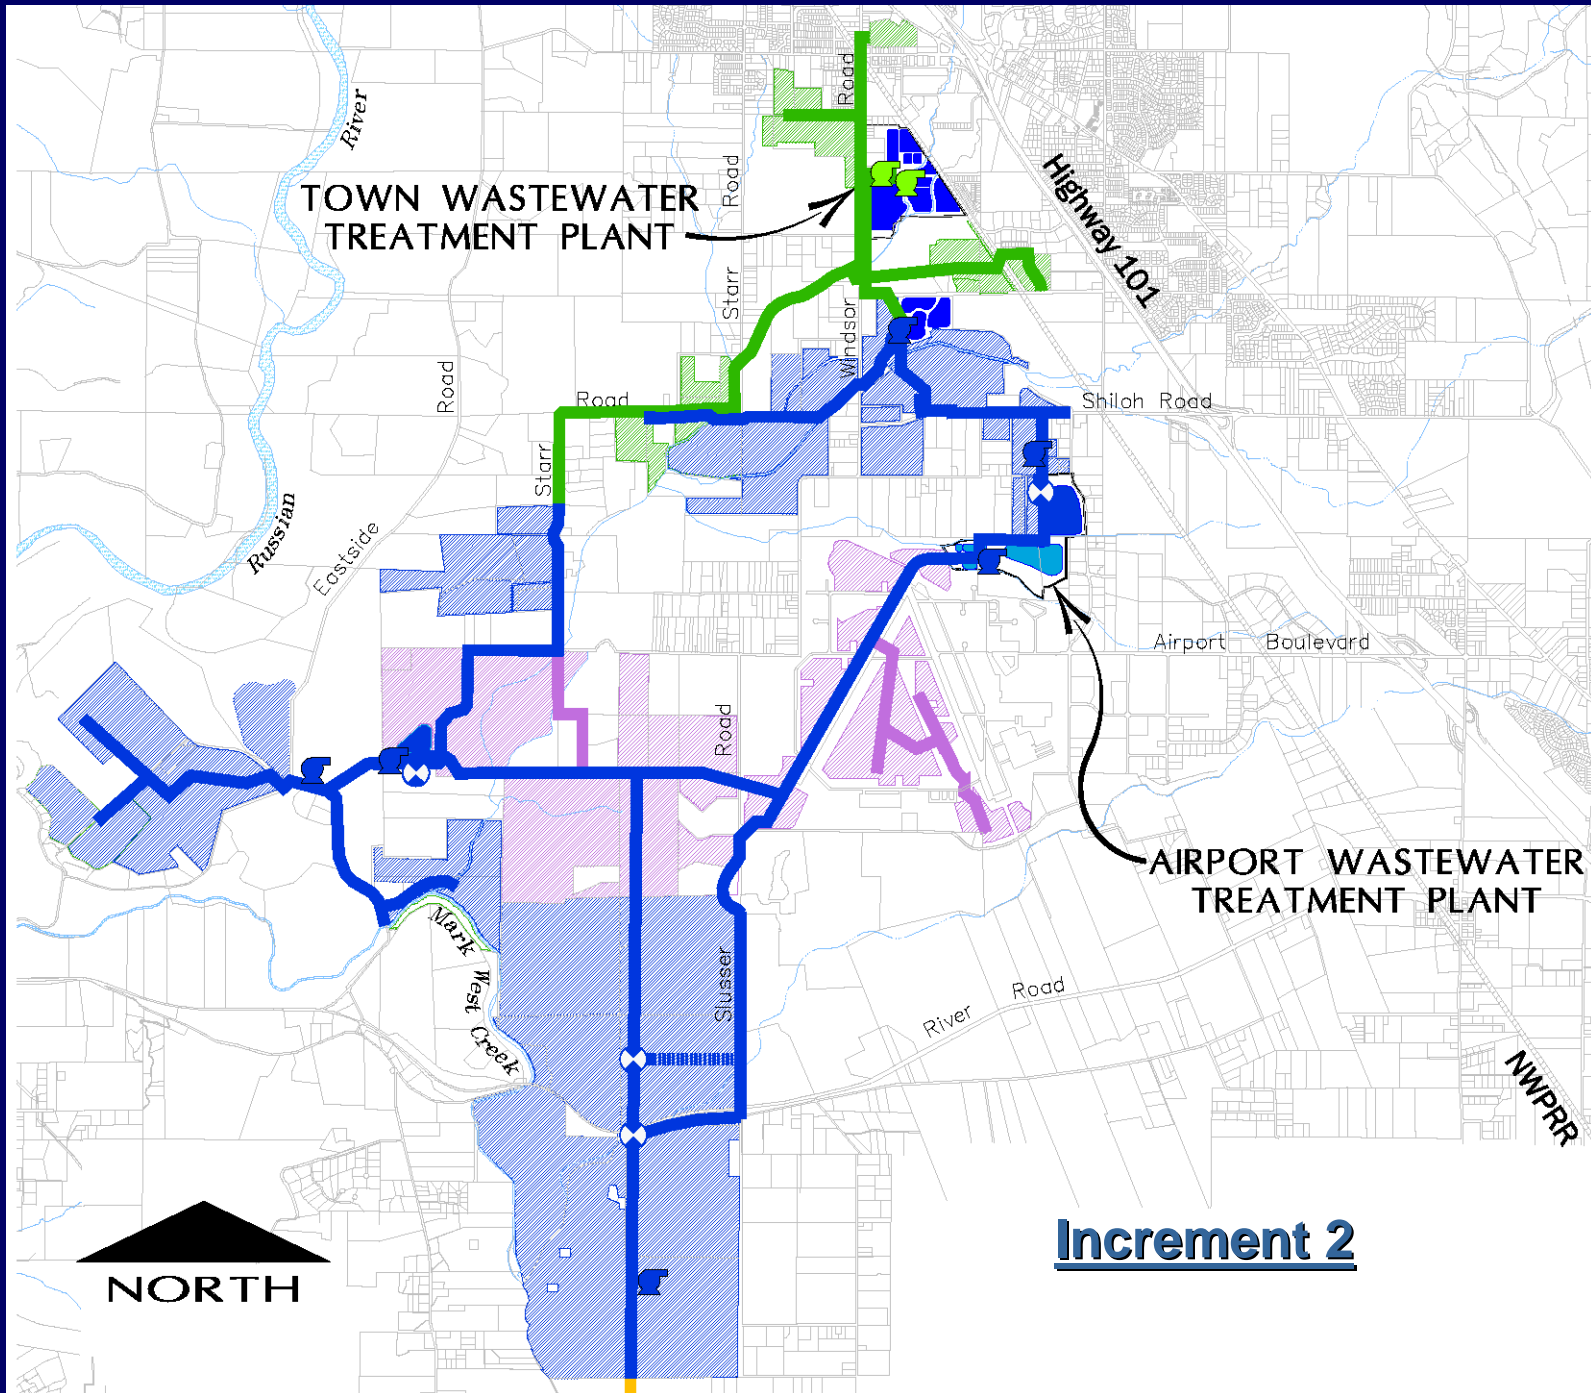 Road
River
Highway 101
TOWN WASTEWATER
TREATMENT PLANT
Road
Starr
Windsor
Road
Road
Shiloh Road
Starr
Russian
Eastside
Airport Boulevard
Road
AIRPORT WASTEWATER
TREATMENT PLANT
Mark West Creek
Slusser
River Road
NWPRR
Increment 2
NORTH